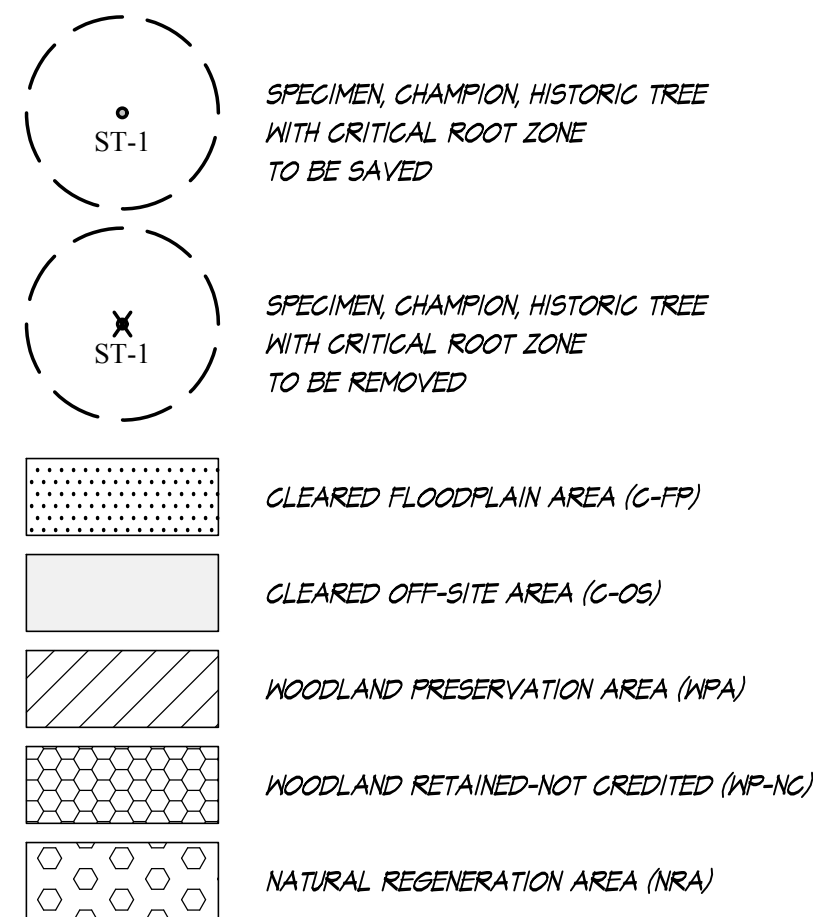 SPECIMEN, CHAMPION, HISTORIC TREE
WITH CRITICAL ROOT ZONE
TO BE SAVED
ST-1
SPECIMEN, CHAMPION, HISTORIC TREE
WITH CRITICAL ROOT ZONE
TO BE REMOVED
ST-1
CLEARED FLOODPLAIN AREA (C-FP)
CLEARED OFF-SITE AREA (C-OS)
WOODLAND PRESERVATION AREA (WPA)
WOODLAND RETAINED-NOT CREDITED (WP-NC)
NATURAL REGENERATION AREA (NRA)